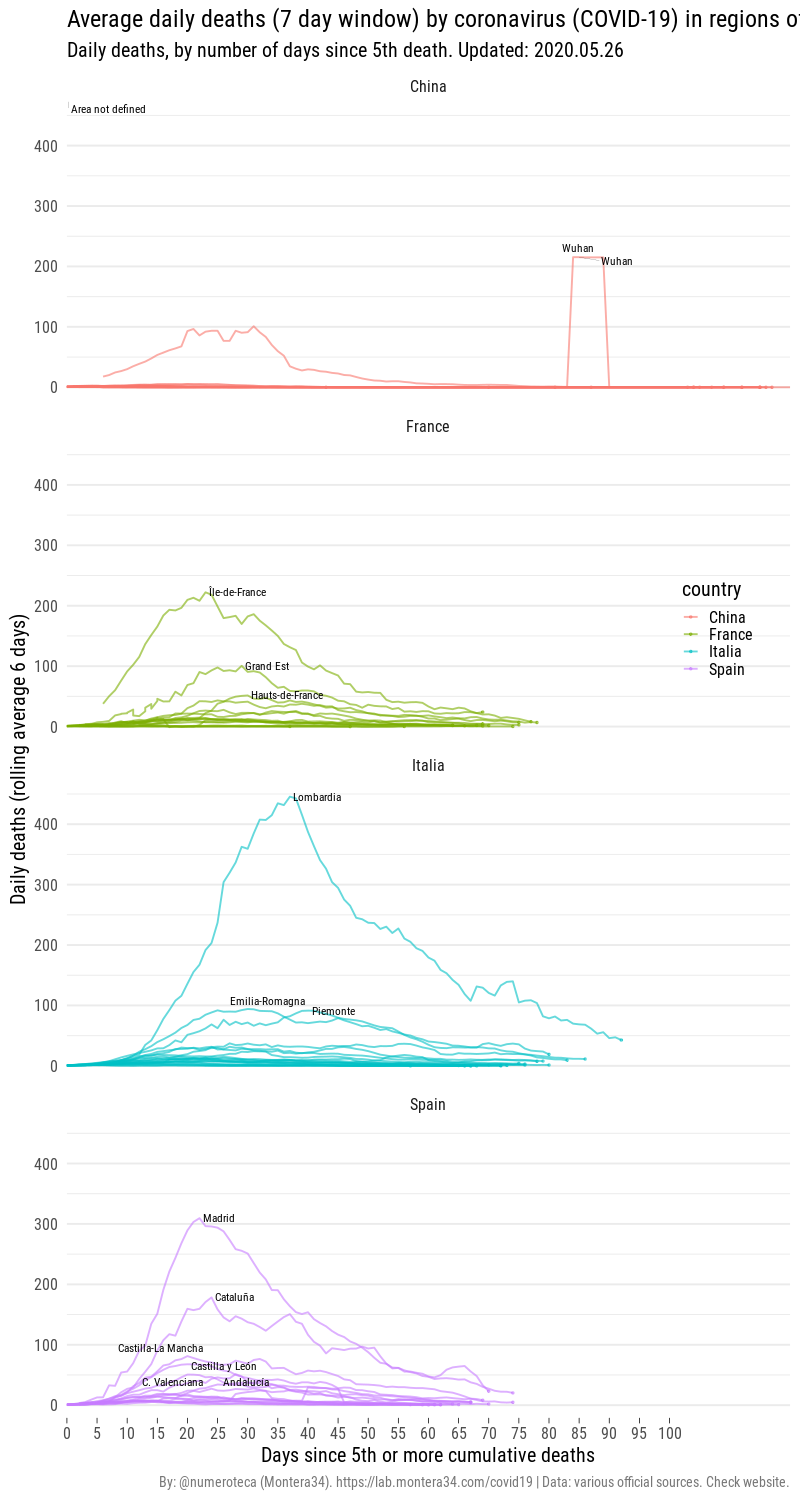 Average daily deaths (7 day window) by coronavirus (COVID-19) in regions of
Daily deaths, by number of days since 5th death. Updated: 2020.05.26
China
Area not defined
400
300
Wuhan
Wuhan
200
100
0
France
400
300
Île-de-France
200
Grand Est
100
Hauts-de-France
0
country
China
France
Italia
Spain
Daily deaths (rolling average 6 days)
Italia
Lombardia
400
300
200
Emilia-Romagna
Piemonte
100
0
Spain
400
300
Madrid
200
Cataluña
Castilla-La Mancha
100
Castilla y León
C. Valenciana
Andalucía
0
0 5 10 15 20 25 30 35 40 45 50 55 60 65 70 75 80 85 90 95 100
Days since 5th or more cumulative deaths
By: @numeroteca (Montera34). https://lab.montera34.com/covid19 | Data: various official sources. Check website.